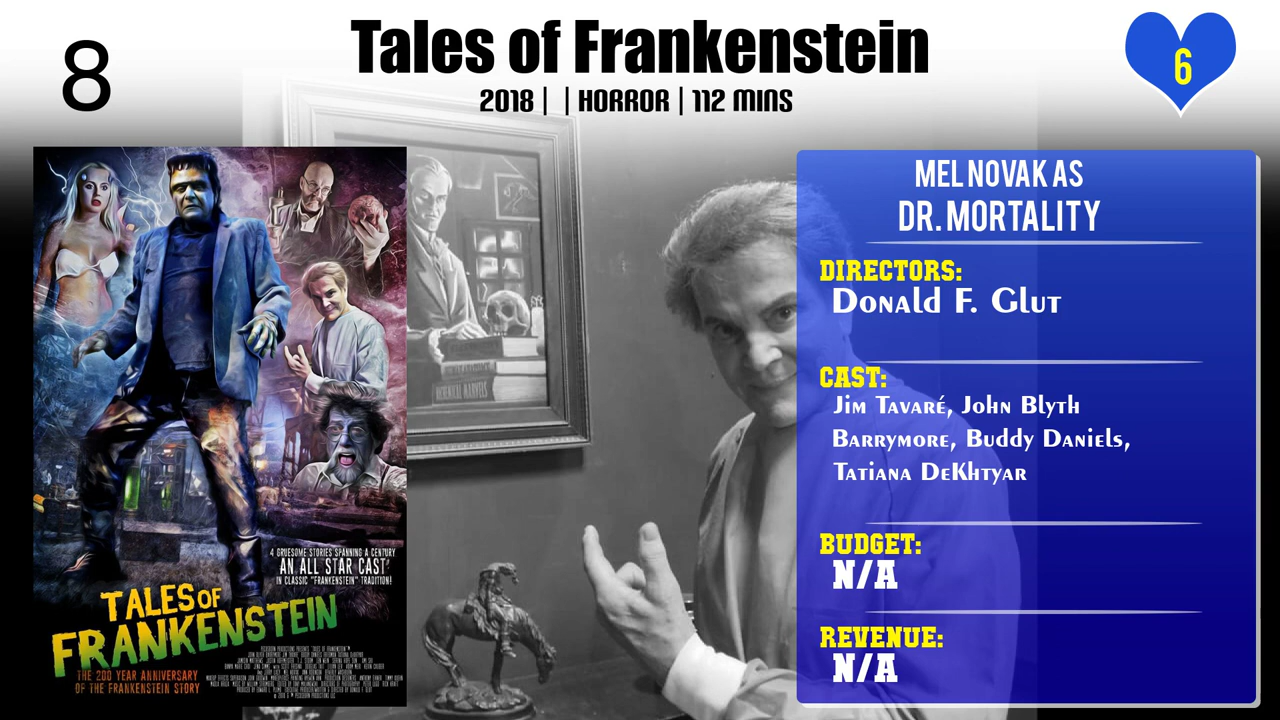 8
Tales of Frankenstein
2018 | | HORROR | 112 MINS
6
MEL NOVAK AS
DR. MORTALITY
DIRECTORS:
Donald F. Glut
CAST:
Jim Tavaré, John Blyth
Barrymore, Buddy Daniels,
Tatiana DeKhtyar
BUDGET:
N/A
REVENUE:
N/A
4 GRUESOME STORIES SPANNING A CENTURY
AN ALL STAR CAST
IN CLASSIC "FRANKENSTEIN" TRADITION!
TALES OF
FRANKENSTEIN
THE 200 YEAR ANNIVERSARY
OF THE FRANKENSTEIN STORY